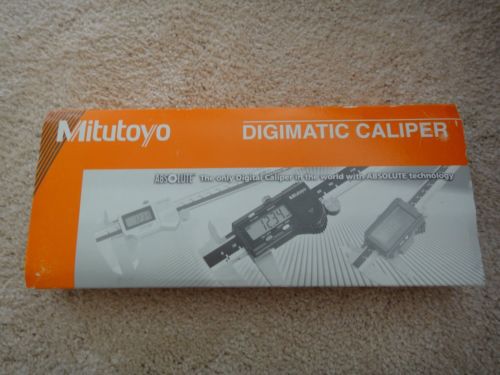 Mitutoyo
DIGIMATIC CALIPER
ABSOLUTE The only Digital Caliper in the world with ABSOLUTE technology